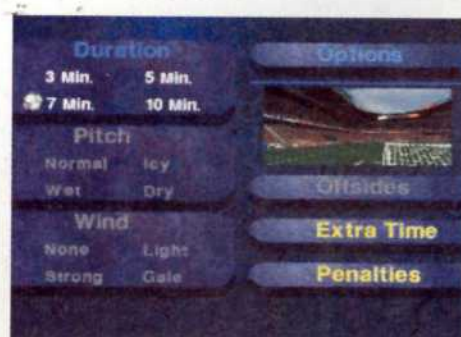 Duration
3 Min. 5 Min.
7 Min. 10 Min.
Pitch
Normal Icy
Wet Dry
Wind
None Light
Strong Gale
Options
Offsides
Extra Time
Penalties